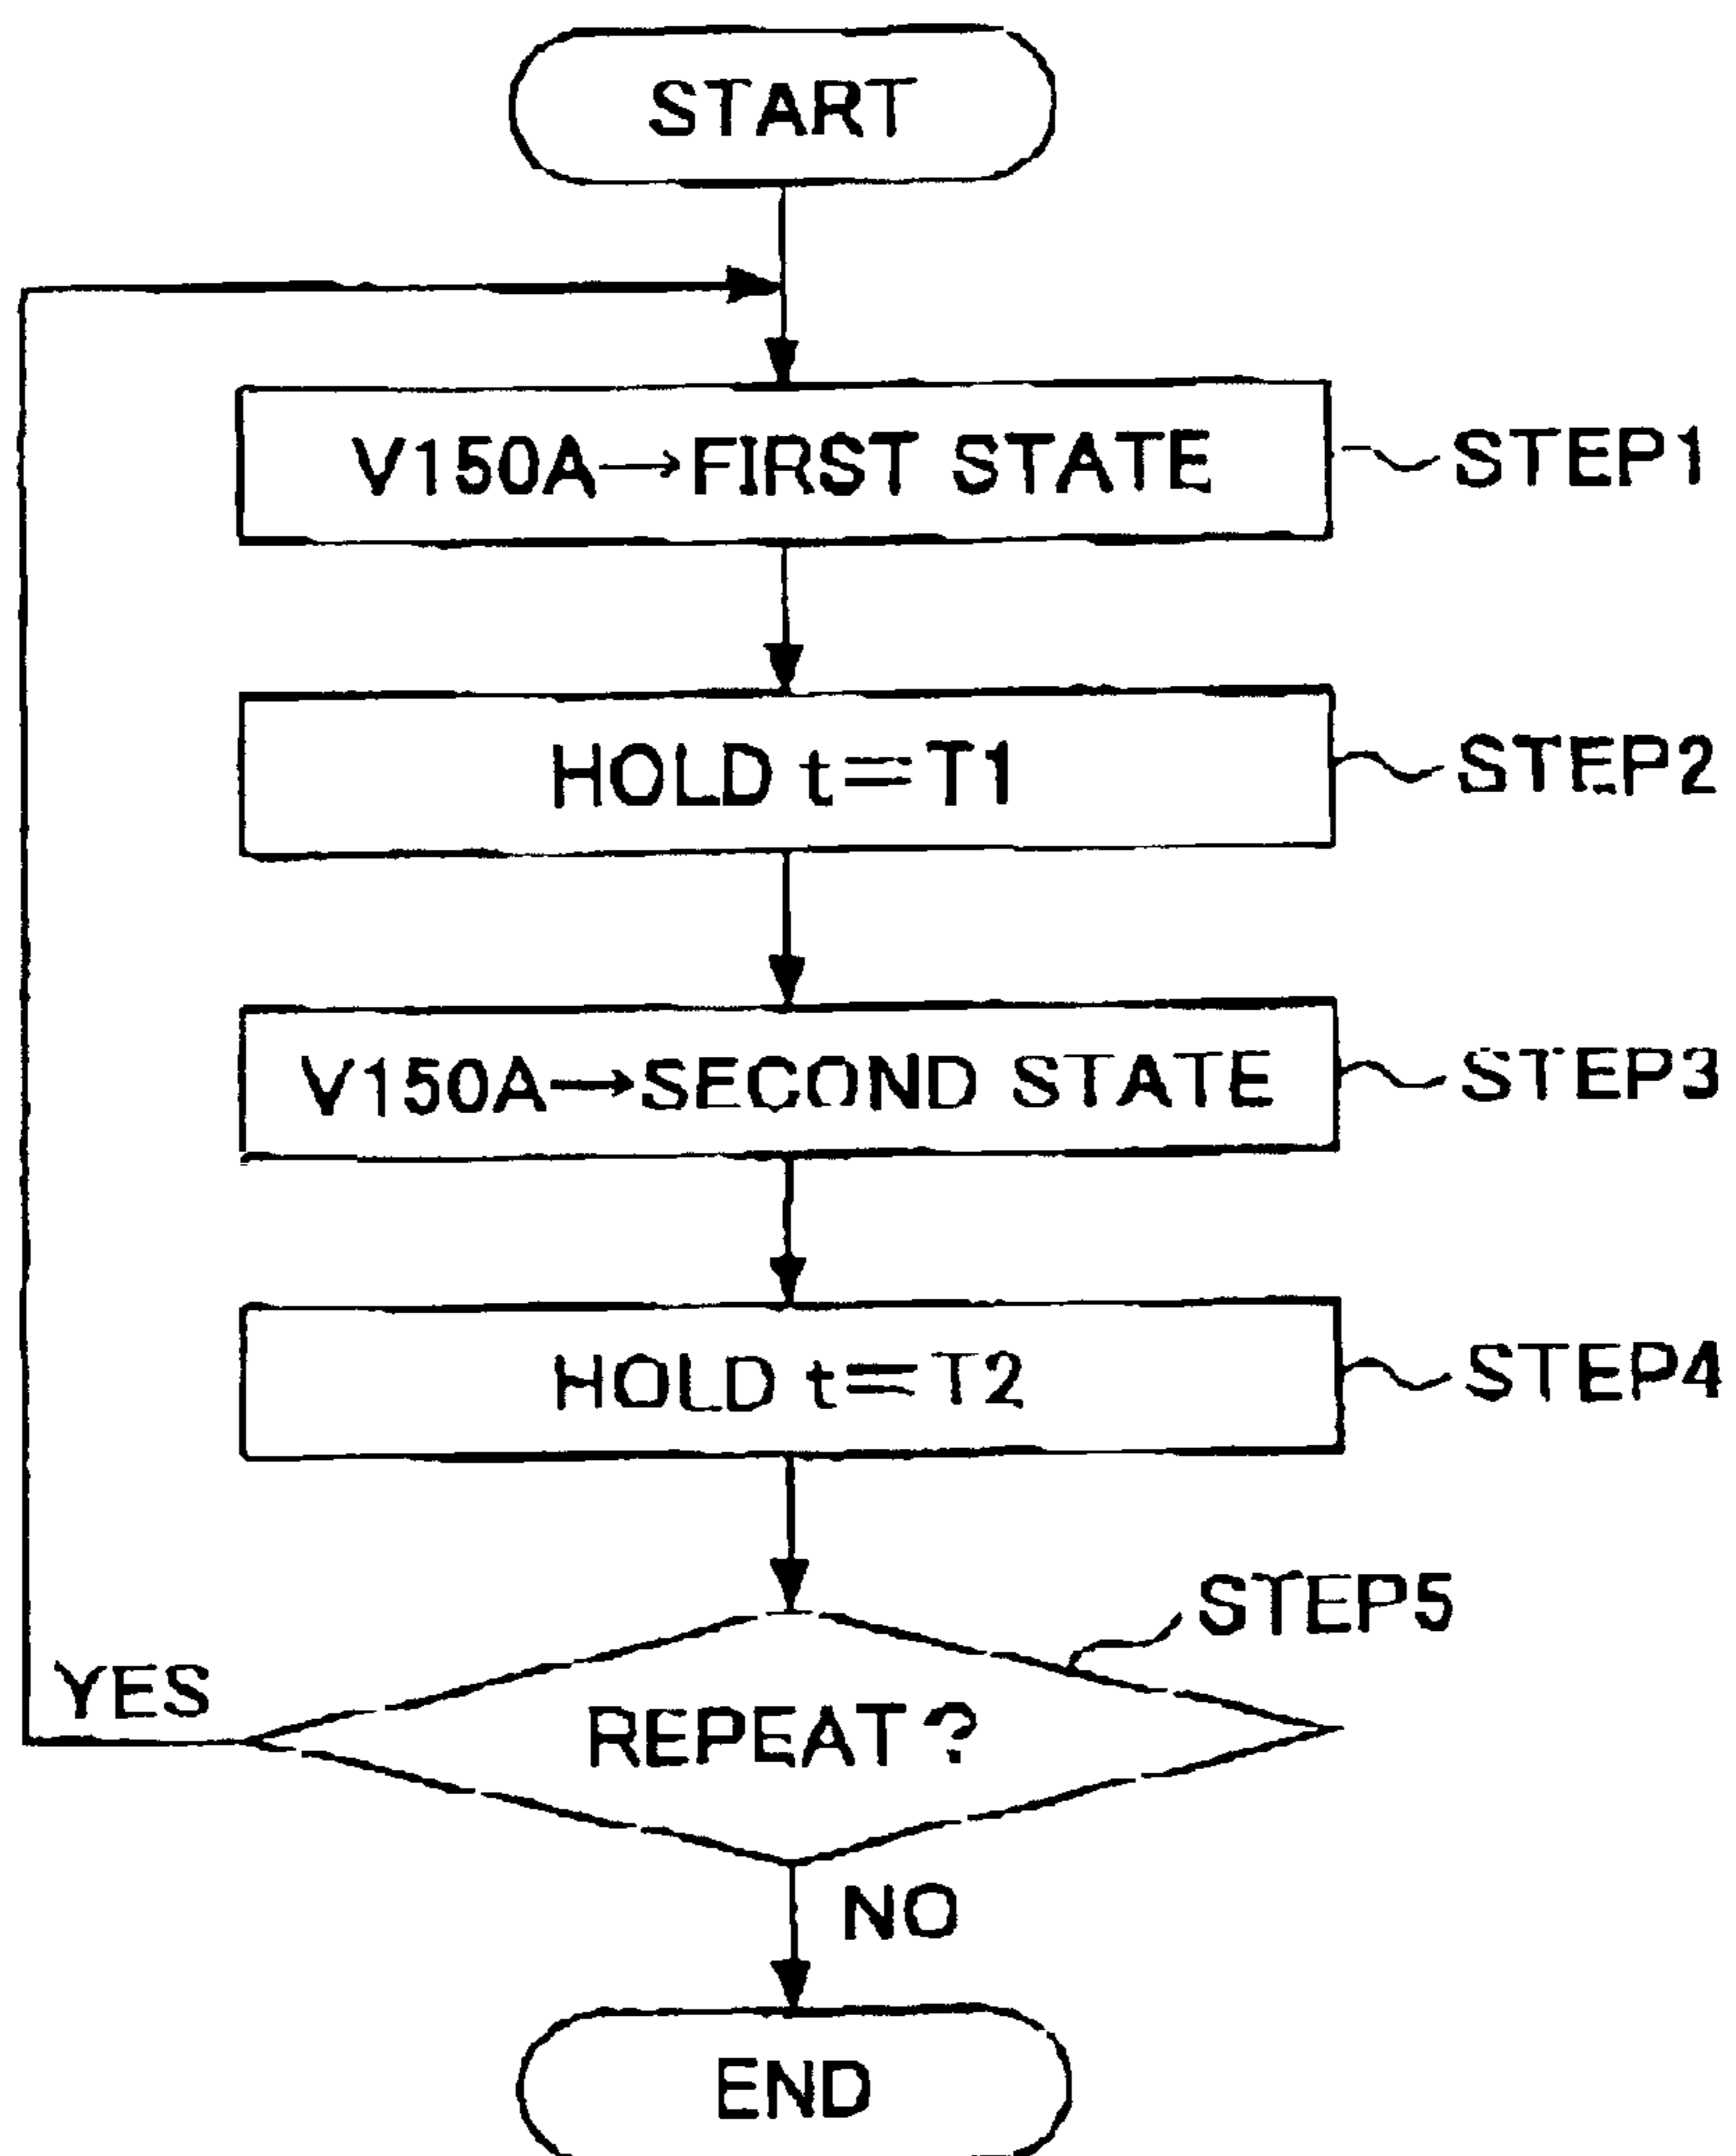 START
V150A→FIRST STATE
STEP1
HOLD t=T1
STEP2
V150A→SECOND STATE
STEP3
HOLD t=T2
STEP4
STEP5
YES
REPEAT?
NO
END